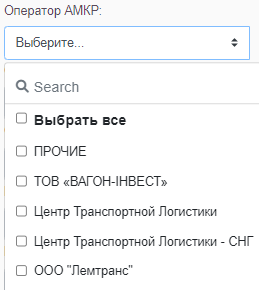 Оператор АМКР:
Выберите...
Search
Выбрать все
ПРОЧИЕ
ТОВ «ВАГОН-ІНВЕСТ»
Центр Транспортной Логистики
Центр Транспортной Логистики - СНГ
ООО "Лемтранс"